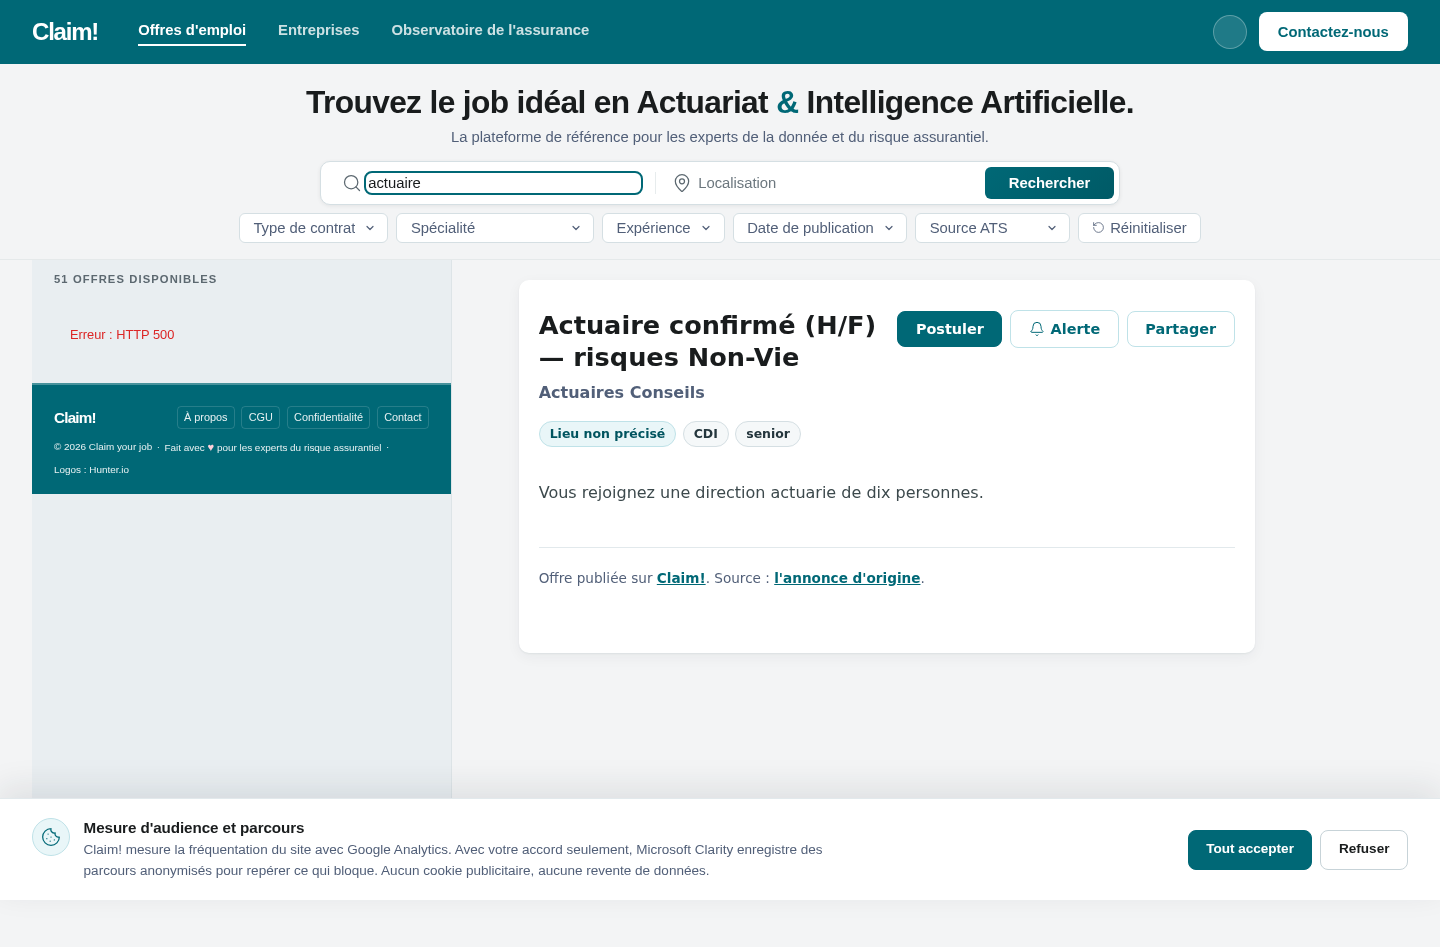 Claim!
Offres d'emploi
Entreprises
Observatoire de l'assurance
Contactez-nous
Trouvez le job idéal en Actuariat & Intelligence Artificielle.
La plateforme de référence pour les experts de la donnée et du risque assurantiel.
actuaire
Localisation
Rechercher
Type de contrat
Spécialité
Expérience
Date de publication
Source ATS
Réinitialiser
51 OFFRES DISPONIBLES
Erreur : HTTP 500
Claim!
À propos
CGU
Confidentialité
Contact
© 2026 Claim your job · Fait avec ♥ pour les experts du risque assurantiel ·
Logos : Hunter.io
Actuaire confirmé (H/F)
— risques Non-Vie
Postuler
Alerte
Partager
Actuaires Conseils
Lieu non précisé
CDI
senior
Vous rejoignez une direction actuarie de dix personnes.
Offre publiée sur Claim!. Source : l'annonce d'origine.
Mesure d'audience et parcours
Claim! mesure la fréquentation du site avec Google Analytics. Avec votre accord seulement, Microsoft Clarity enregistre des
parcours anonymisés pour repérer ce qui bloque. Aucun cookie publicitaire, aucune revente de données.
Tout accepter
Refuser